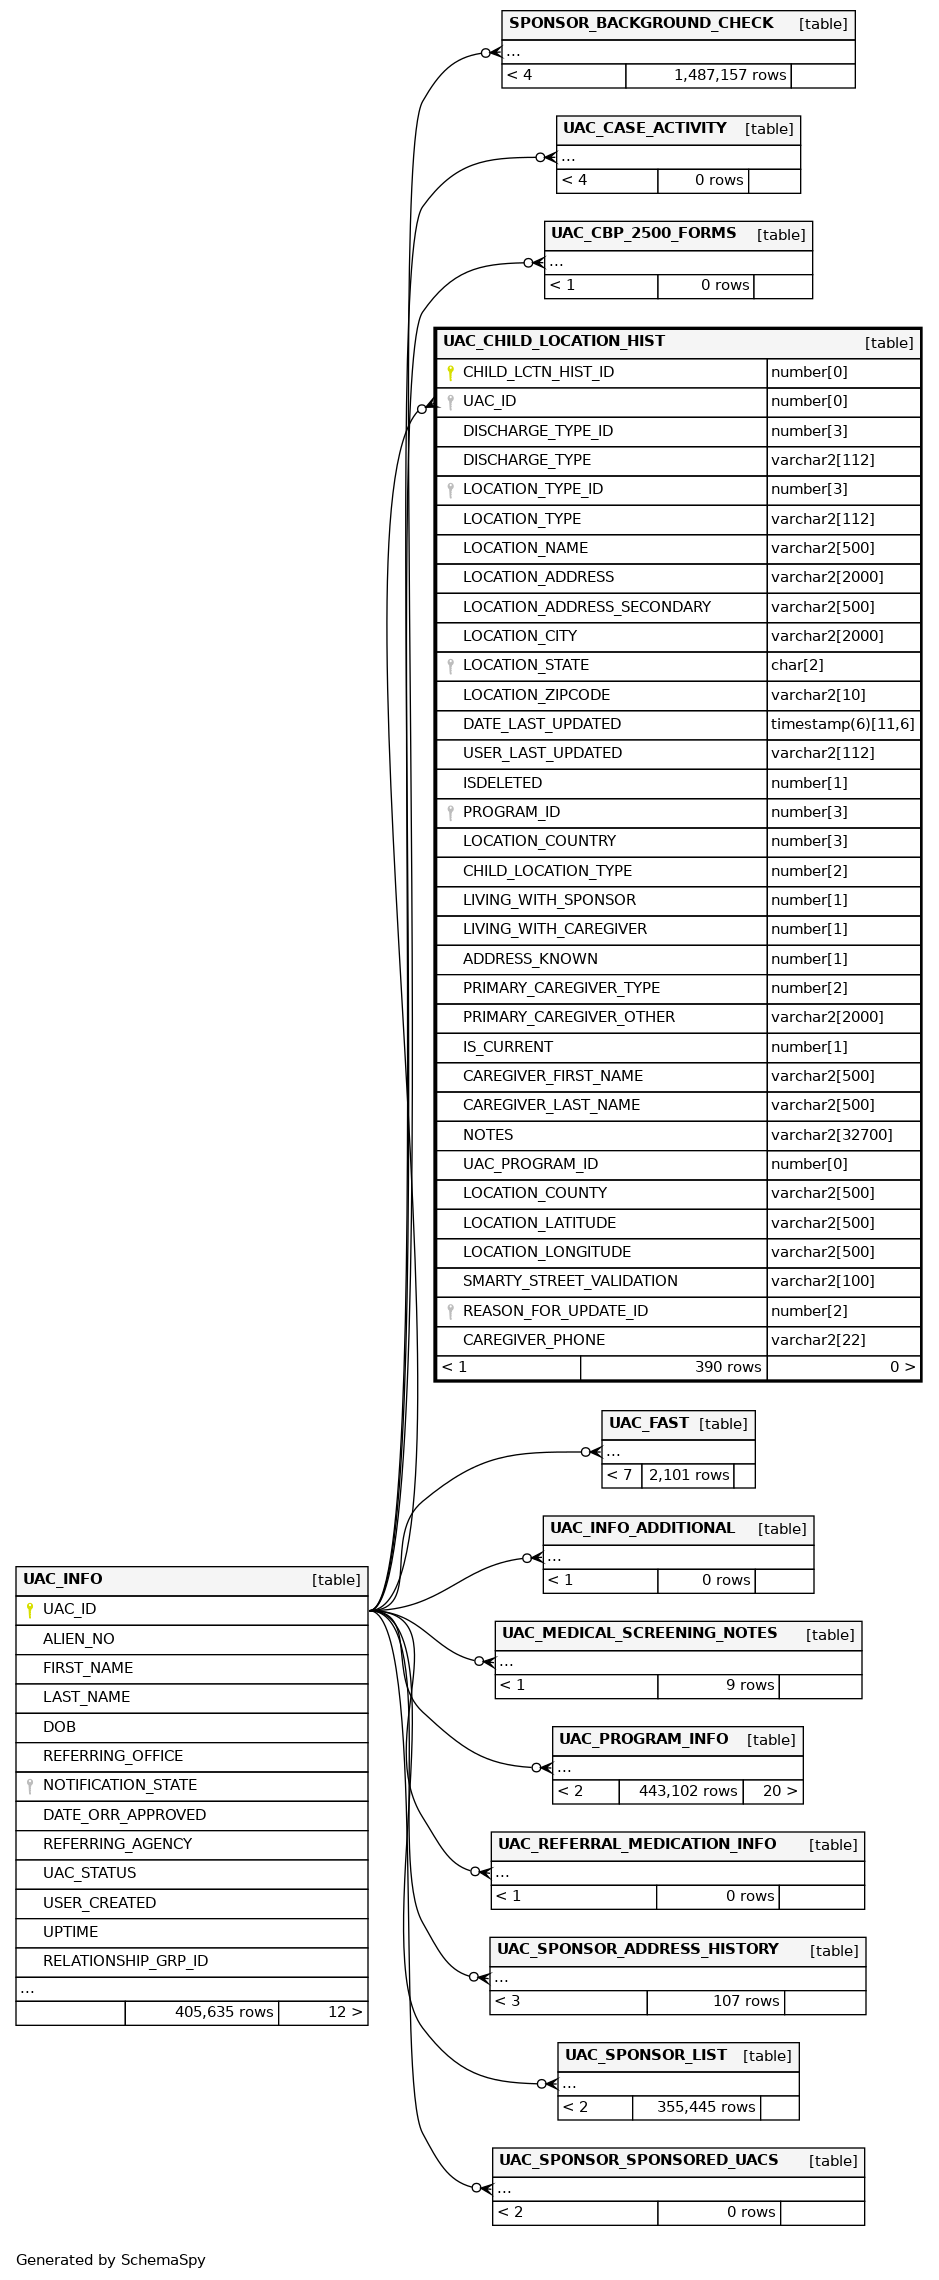 SPONSOR_BACKGROUND_CHECK [table]
...
< 4 1,487,157 rows
UAC_CASE_ACTIVITY [table]
...
< 4 0 rows
UAC_CBP_2500_FORMS [table]
...
< 1 0 rows
UAC_CHILD_LOCATION_HIST [table]
CHILD_LCTN_HIST_ID number[0]
UAC_ID number[0]
DISCHARGE_TYPE_ID number[3]
DISCHARGE_TYPE varchar2[112]
LOCATION_TYPE_ID number[3]
LOCATION_TYPE varchar2[112]
LOCATION_NAME varchar2[500]
LOCATION_ADDRESS varchar2[2000]
LOCATION_ADDRESS_SECONDARY varchar2[500]
LOCATION_CITY varchar2[2000]
LOCATION_STATE char[2]
LOCATION_ZIPCODE varchar2[10]
DATE_LAST_UPDATED timestamp(6)[11,6]
USER_LAST_UPDATED varchar2[112]
ISDELETED number[1]
PROGRAM_ID number[3]
LOCATION_COUNTRY number[3]
CHILD_LOCATION_TYPE number[2]
LIVING_WITH_SPONSOR number[1]
LIVING_WITH_CAREGIVER number[1]
ADDRESS_KNOWN number[1]
PRIMARY_CAREGIVER_TYPE number[2]
PRIMARY_CAREGIVER_OTHER varchar2[2000]
IS_CURRENT number[1]
CAREGIVER_FIRST_NAME varchar2[500]
CAREGIVER_LAST_NAME varchar2[500]
NOTES varchar2[32700]
UAC_PROGRAM_ID number[0]
LOCATION_COUNTY varchar2[500]
LOCATION_LATITUDE varchar2[500]
LOCATION_LONGITUDE varchar2[500]
SMARTY_STREET_VALIDATION varchar2[100]
REASON_FOR_UPDATE_ID number[2]
CAREGIVER_PHONE varchar2[22]
< 1 390 rows 0 >
UAC_FAST [table]
...
< 7 2,101 rows
UAC_INFO_ADDITIONAL [table]
...
< 1 0 rows
UAC_INFO [table]
UAC_ID
ALIEN_NO
FIRST_NAME
LAST_NAME
DOB
REFERRING_OFFICE
NOTIFICATION_STATE
DATE_ORR_APPROVED
REFERRING_AGENCY
UAC_STATUS
USER_CREATED
UPTIME
RELATIONSHIP_GRP_ID
...
405,635 rows 12 >
UAC_MEDICAL_SCREENING_NOTES [table]
...
< 1 9 rows
UAC_PROGRAM_INFO [table]
...
< 2 443,102 rows 20 >
UAC_REFERRAL_MEDICATION_INFO [table]
...
< 1 0 rows
UAC_SPONSOR_ADDRESS_HISTORY [table]
...
< 3 107 rows
UAC_SPONSOR_LIST [table]
...
< 2 355,445 rows
UAC_SPONSOR_SPONSORED_UACS [table]
...
< 2 0 rows
Generated by SchemaSpy